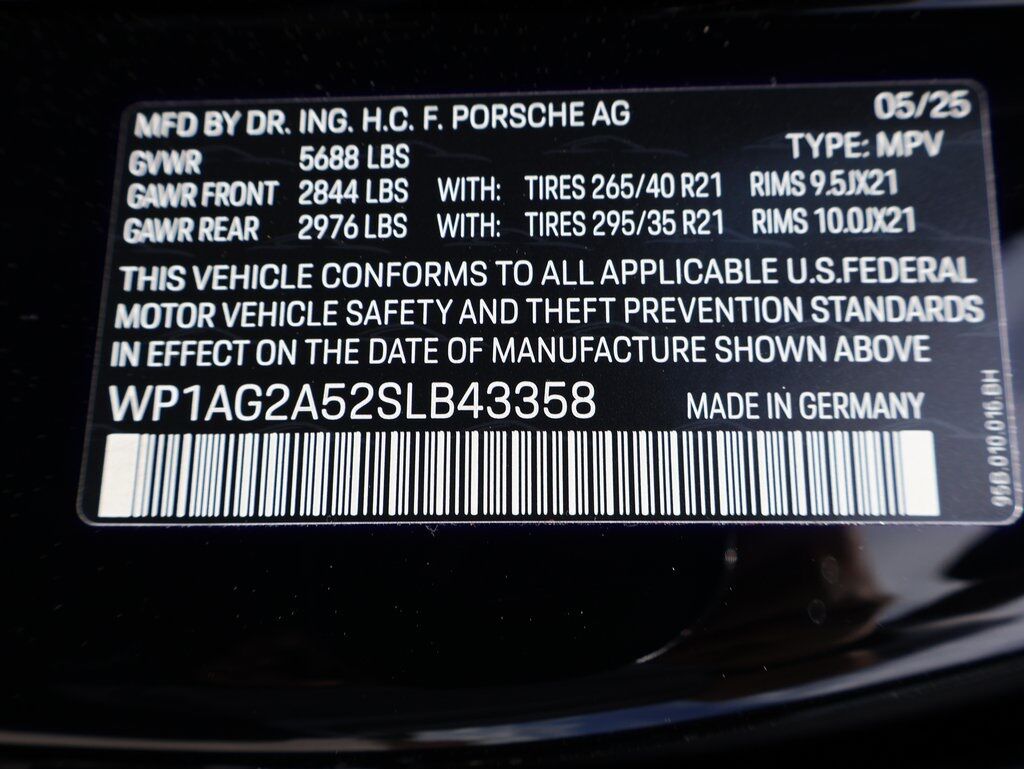 MFD BY DR. ING. H.C. F. PORSCHE AG 05/25
GVWR 5688 LBS TYPE: MPV
GAWR FRONT 2844 LBS WITH: TIRES 265/40 R21 RIMS 9.5JX21
GAWR REAR 2976 LBS WITH: TIRES 295/35 R21 RIMS 10.0JX21
THIS VEHICLE CONFORMS TO ALL APPLICABLE U.S.FEDERAL
MOTOR VEHICLE SAFETY AND THEFT PREVENTION STANDARDS
IN EFFECT ON THE DATE OF MANUFACTURE SHOWN ABOVE
WP1AG2A52SLB43358 MADE IN GERMANY
95B.010.016.BH